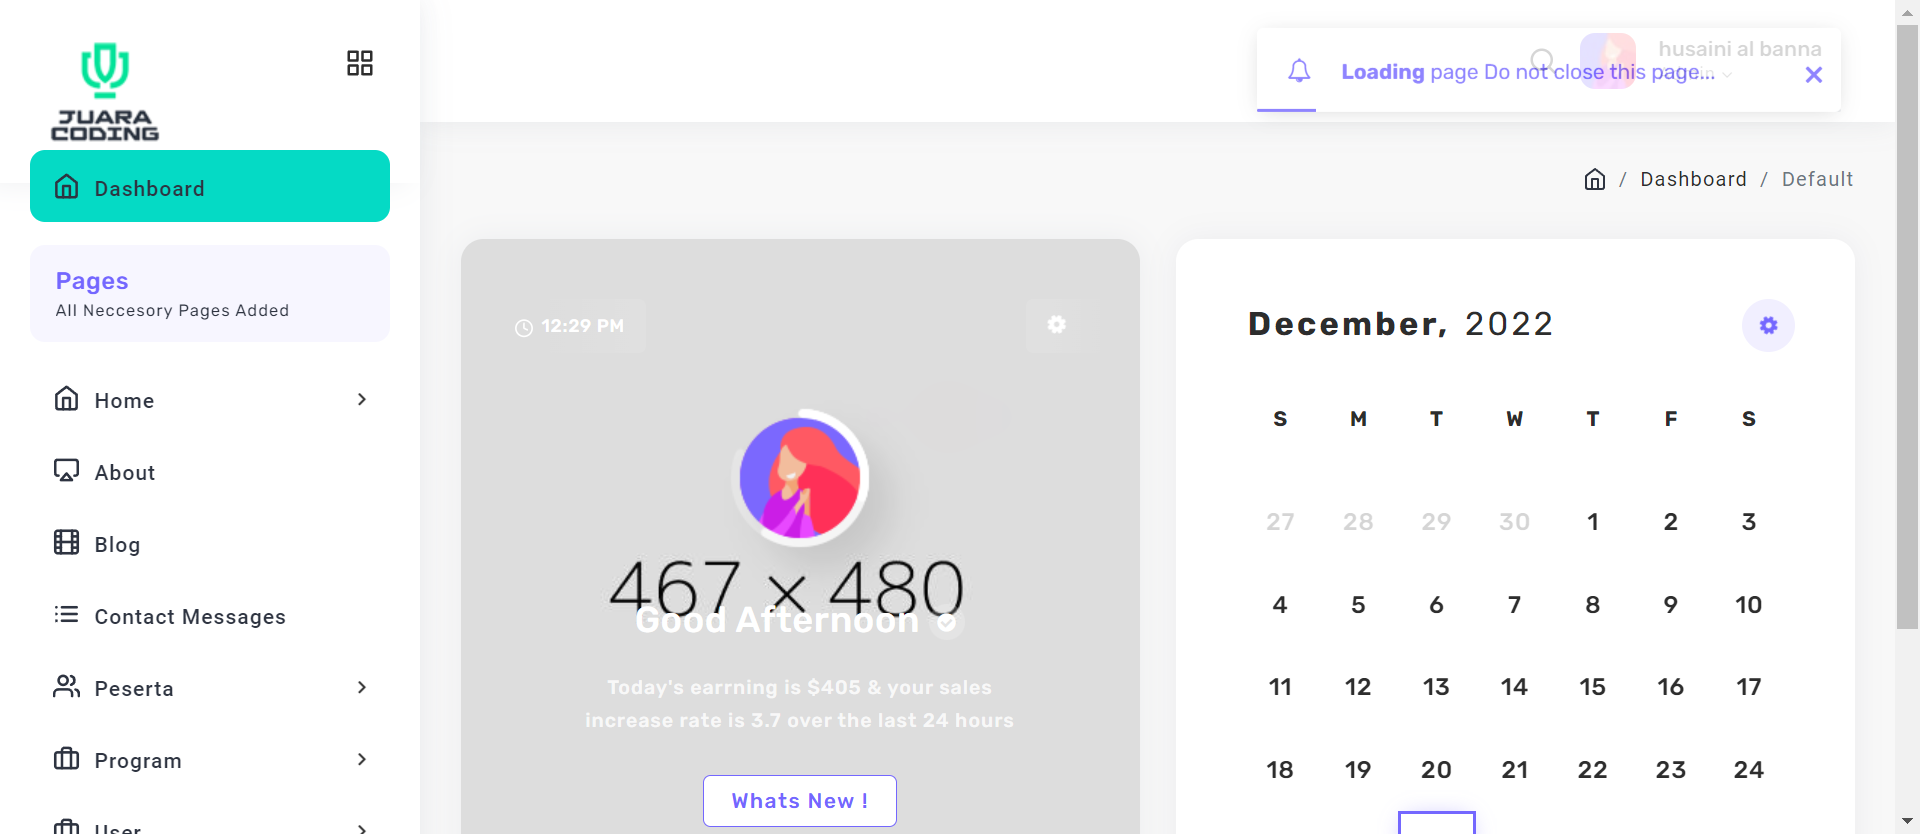 JUARA
CODING
Dashboard
Pages
All Neccesory Pages Added
Home
About
Blog
Contact Messages
Peserta
Program
User
husaini al banna
Loading page Do not close this page...
/ Dashboard / Default
12:29 PM
467 × 480
Good Afternoon
Today's earrning is $405 & your sales
increase rate is 3.7 over the last 24 hours
Whats New !
December, 2022
S M T W T F S
27 28 29 30 1 2 3
4 5 6 7 8 9 10
11 12 13 14 15 16 17
18 19 20 21 22 23 24